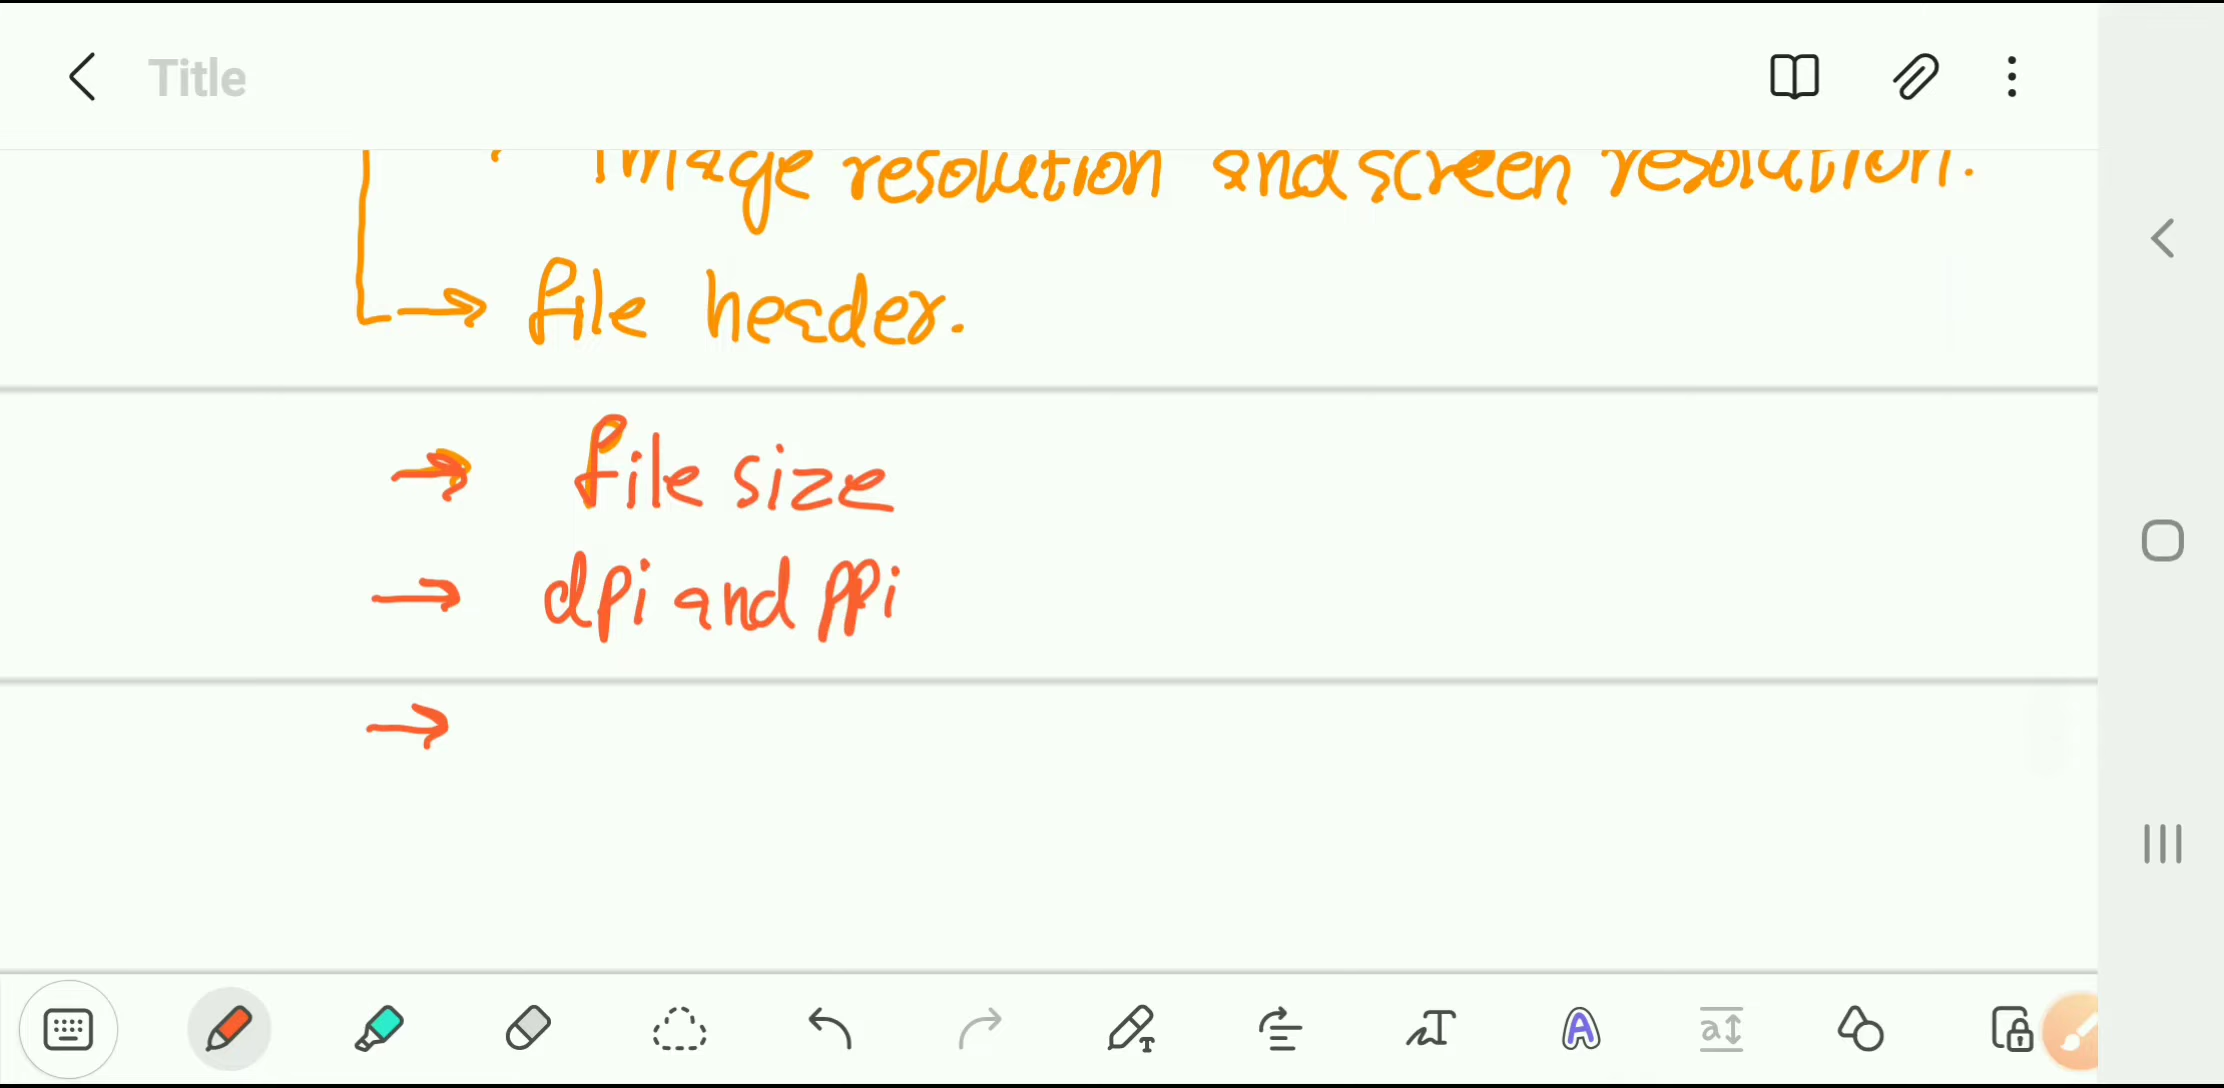 Title
Image resolution and screen resolution.
→ file header.
→ file size
→ dpi and ppi
→